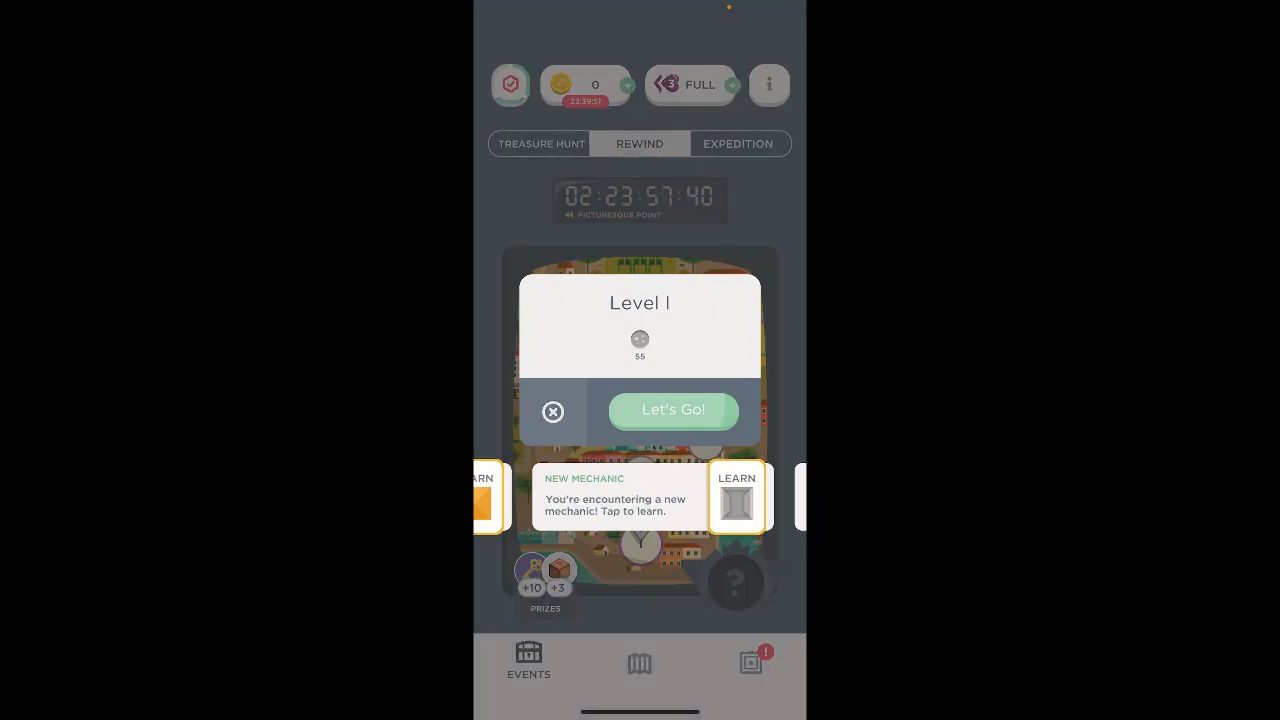 0
23:39:51
3
FULL
TREASURE HUNT
REWIND
EXPEDITION
02:23:57:40
PICTURESQUE POINT
Level 1
55
Let's Go!
ARN
NEW MECHANIC
You're encountering a new
mechanic! Tap to learn.
LEARN
+10
+3
?
PRIZES
!
EVENTS